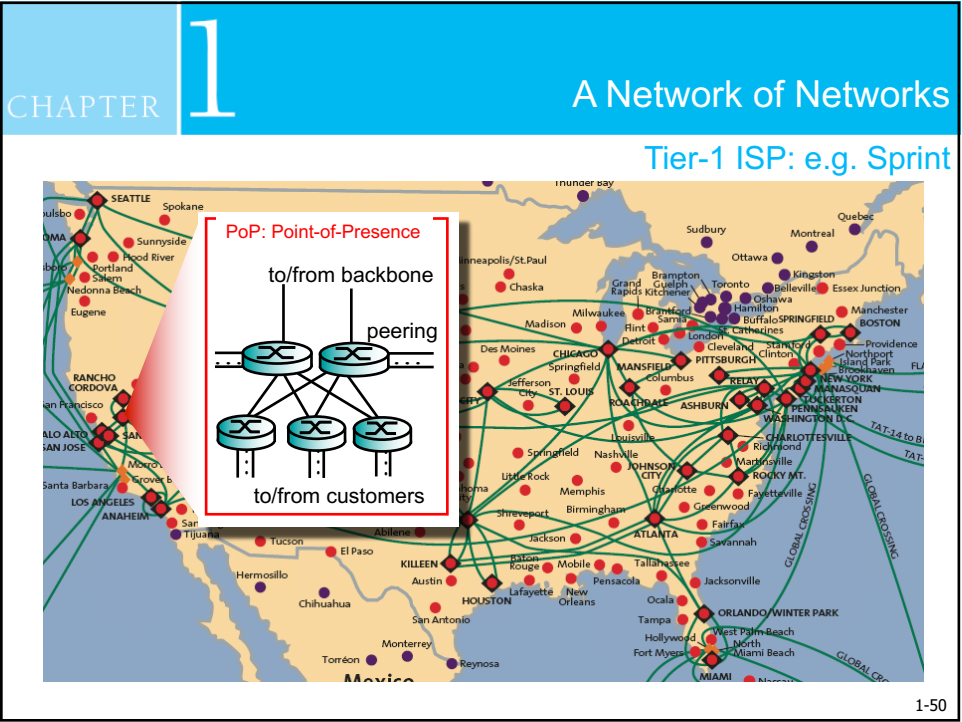 CHAPTER 1
A Network of Networks
Tier-1 ISP: e.g. Sprint
PoP: Point-of-Presence
to/from backbone
peering
to/from customers
SEATTLE
Spokane
Sunnyside
Hood River
Portland
Salem
Nedonna Beach
Eugene
RANCHO
CORDOVA
SAN JOSE
Santa Barbara
LOS ANGELES
ANAHEIM
Tijuana
Tucson
El Paso
Hermosillo
Chihuahua
Monterrey
Torréon
Reynosa
Mexico
Thunder Bay
Chaska
Des Moines
Madison
Milwaukee
CHICAGO
Springfield
Jefferson
City
ST. LOUIS
Grand
Rapids
Kitchener
Brampton
Guelph
Toronto
Brantford
Sarnia
Flint
Detroit
London
Sudbury
Ottawa
Montreal
Quebec
Kingston
Belleville
Essex Junction
Oshawa
Hamilton
Buffalo
St. Catherines
SPRINGFIELD
Manchester
BOSTON
Providence
Stamford
Northport
Island Park
Brookhaven
Clinton
Cleveland
PITTSBURGH
MANSFIELD
Columbus
ROACHDALE
RELAY
ASHBURN
NEW YORK
MANASQUAN
TUCKERTON
PENNSAUKEN
WASHINGTON D.C.
CHARLOTTESVILLE
Richmond
Martinsville
ROCKY MT.
Fayetteville
Louisville
Nashville
JOHNSON
CITY
Charlotte
Greenwood
Fairfax
Savannah
Springfield
Little Rock
Memphis
Birmingham
ATLANTA
Shreveport
Jackson
Abilene
KILLEEN
Austin
HOUSTON
San Antonio
Baton
Rouge
Lafayette
New
Orleans
Mobile
Pensacola
Tallahassee
Jacksonville
Ocala
Tampa
ORLANDO/WINTER PARK
West Palm Beach
Hollywood
North
Miami Beach
Fort Myers
MIAMI
Nassau
TAT-14 to
GLOBAL CROSSING
GLOBAL CROSSING
1-50